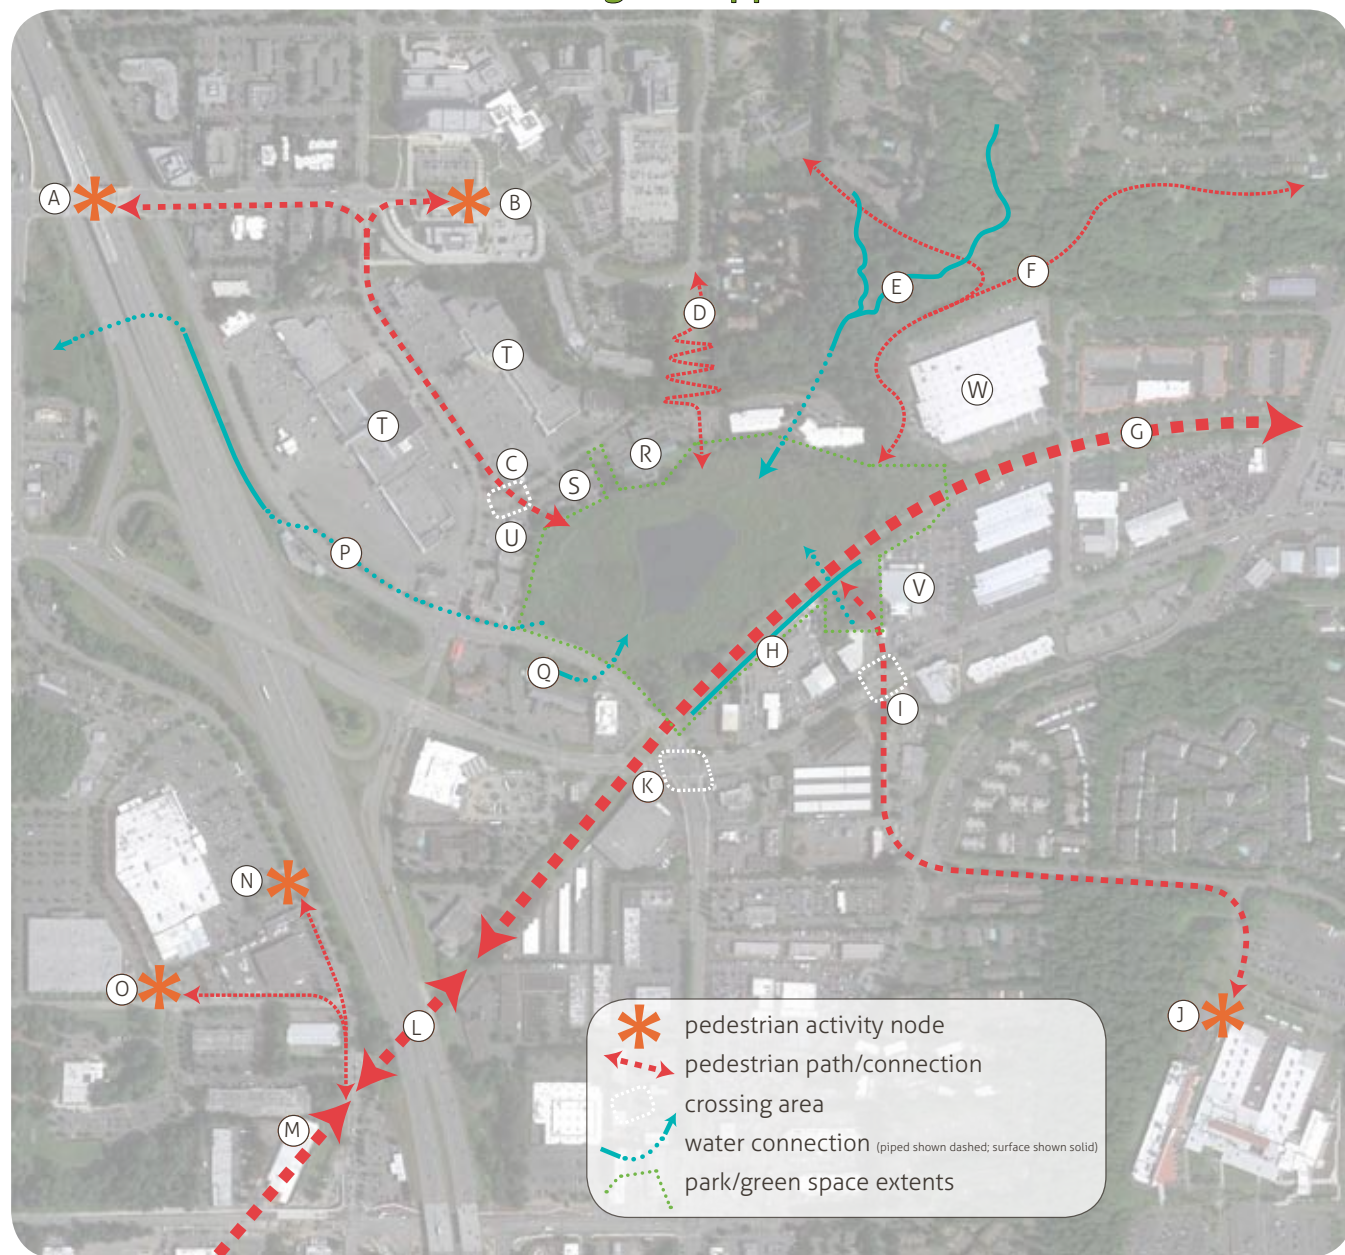 A
B
E
F
D
T
W
T
G
R
C
S
U
P
V
H
Q
I
K
N
O
J
L
M
pedestrian activity node
pedestrian path/connection
crossing area
water connection (piped shown dashed; surface shown solid)
park/green space extents